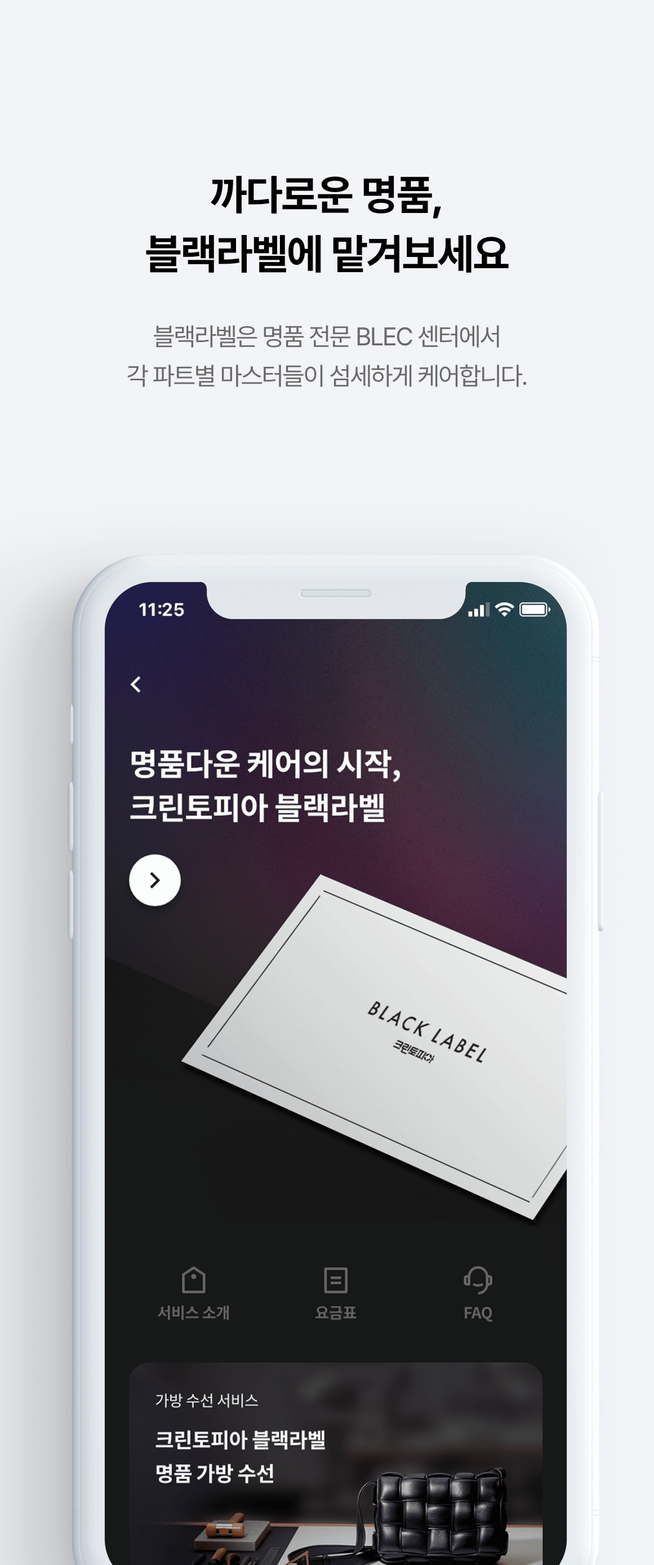 까다로운 명품,
블랙라벨에 맡겨보세요
블랙라벨은 명품 전문 BLEC 센터에서
각 파트별 마스터들이 섬세하게 케어합니다.
11:25
명품다운 케어의 시작,
크린토피아 블랙라벨
BLACK LABEL
크린토피아
서비스 소개
요금표
FAQ
가방 수선 서비스
크린토피아 블랙라벨
명품 가방 수선